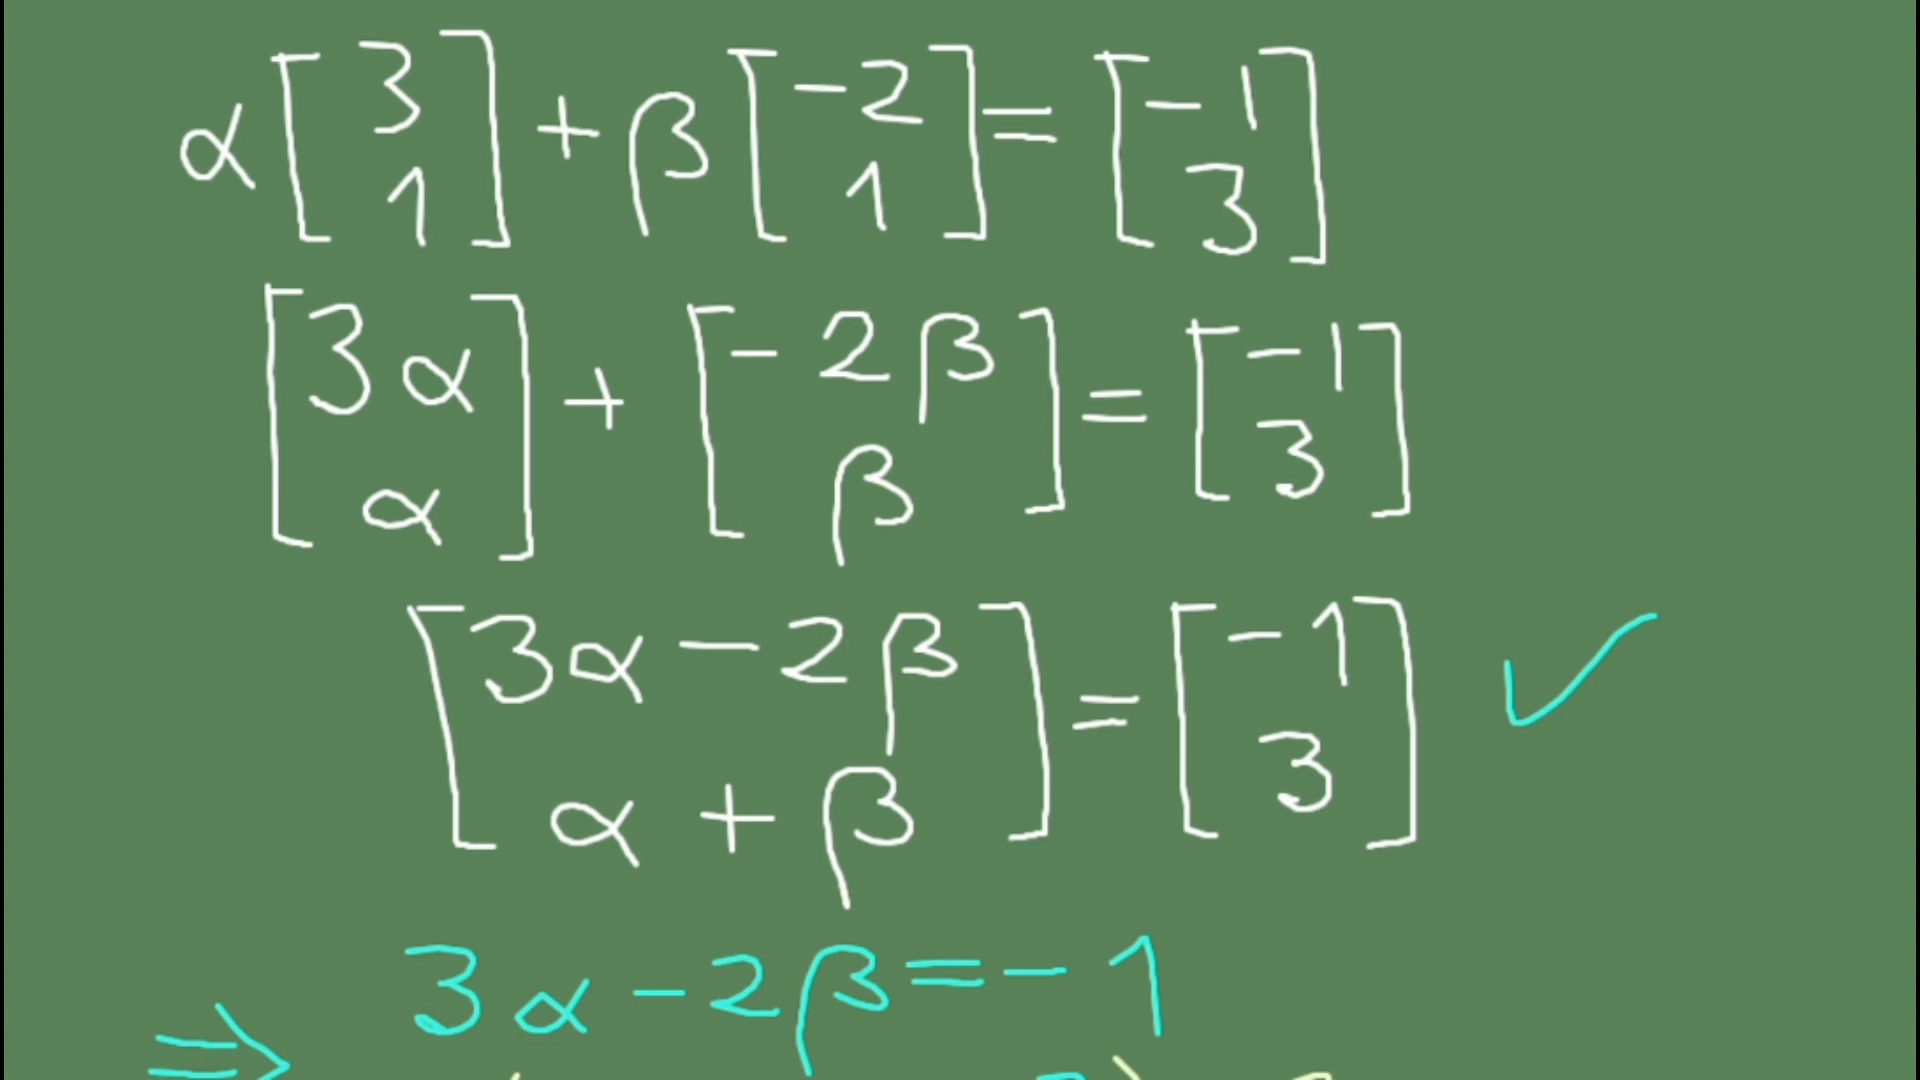 α [3 1] + β [-2 1] = [-1 3]
[3α α] + [-2β β] = [-1 3]
[3α-2β α+β] = [-1 3] ✓
⇒ 3α-2β=-1